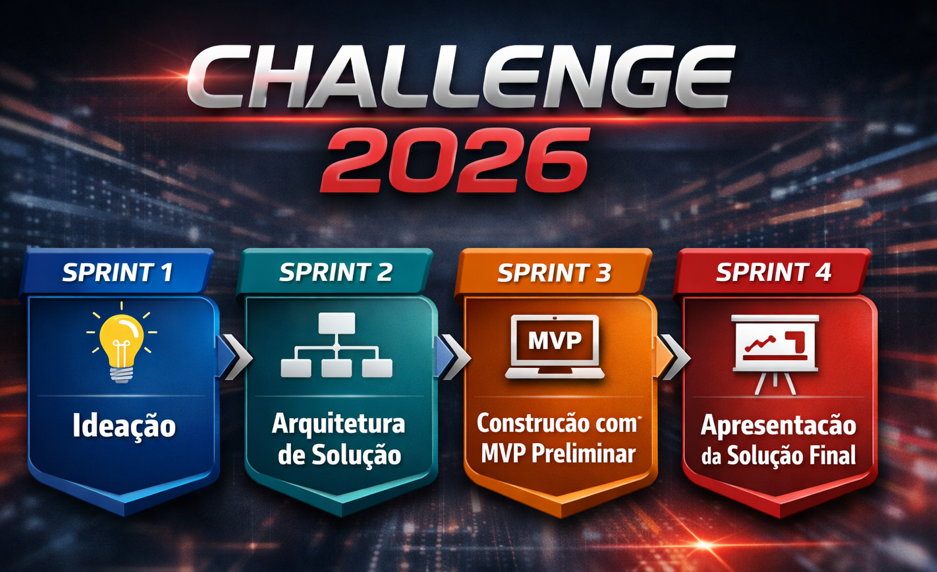 CHALLENGE
2026
SPRINT 1
Ideação
SPRINT 2
Arquitetura
de Solução
SPRINT 3
MVP
Construcão com
MVP Preliminar
SPRINT 4
Apresentacão
da Solução Final